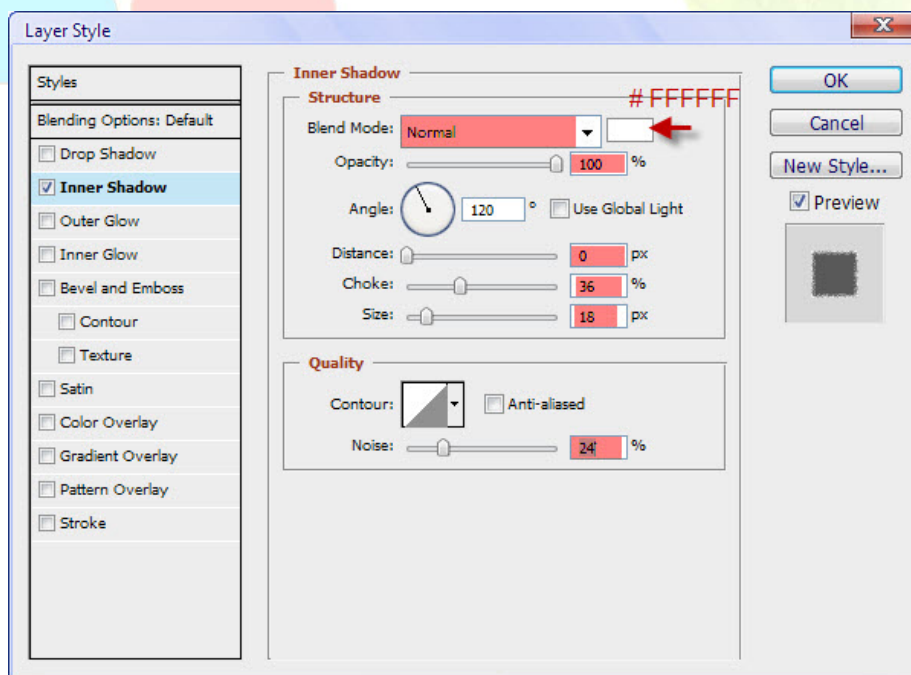 Layer Style
X
Styles
Blending Options: Default
Drop Shadow
Inner Shadow
Outer Glow
Inner Glow
Bevel and Emboss
Contour
Texture
Satin
Color Overlay
Gradient Overlay
Pattern Overlay
Stroke
Inner Shadow
Structure
# FFFFFF
Blend Mode: Normal
Opacity: 100 %
Angle: 120 ° Use Global Light
Distance: 0 px
Choke: 36 %
Size: 18 px
Quality
Contour: Anti-aliased
Noise: 24 %
OK
Cancel
New Style...
Preview